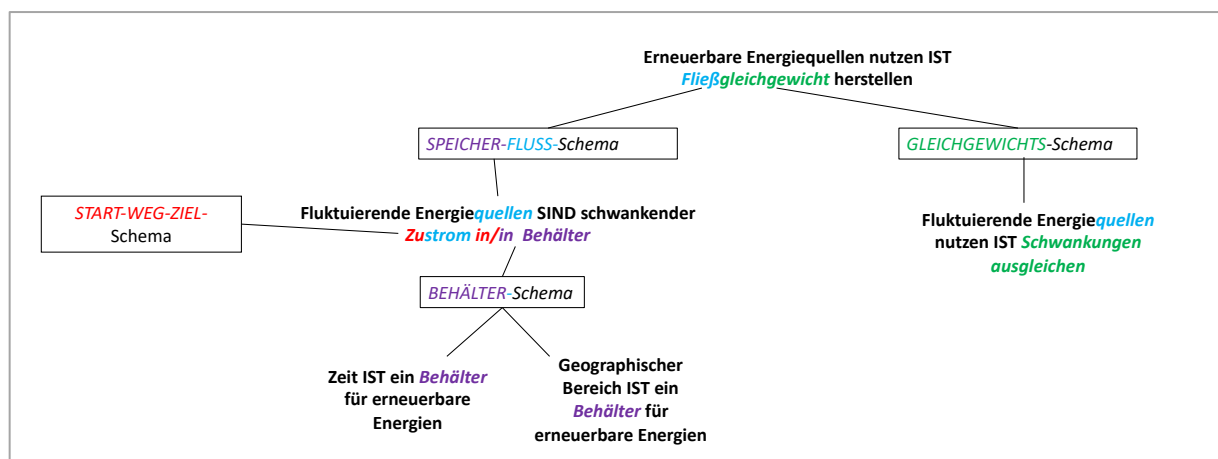 Erneuerbare Energiequellen nutzen IST
Fließgleichgewicht herstellen
SPEICHER-FLUSS-Schema
GLEICHGEWICHTS-Schema
START-WEG-ZIEL-
Schema
Fluktuierende Energiequellen SIND schwankender
Zustrom in/in Behälter
Fluktuierende Energiequellen
nutzen IST Schwankungen
ausgleichen
BEHÄLTER-Schema
Zeit IST ein Behälter
für erneuerbare
Energien
Geographischer
Bereich IST ein
Behälter für
erneuerbare Energien